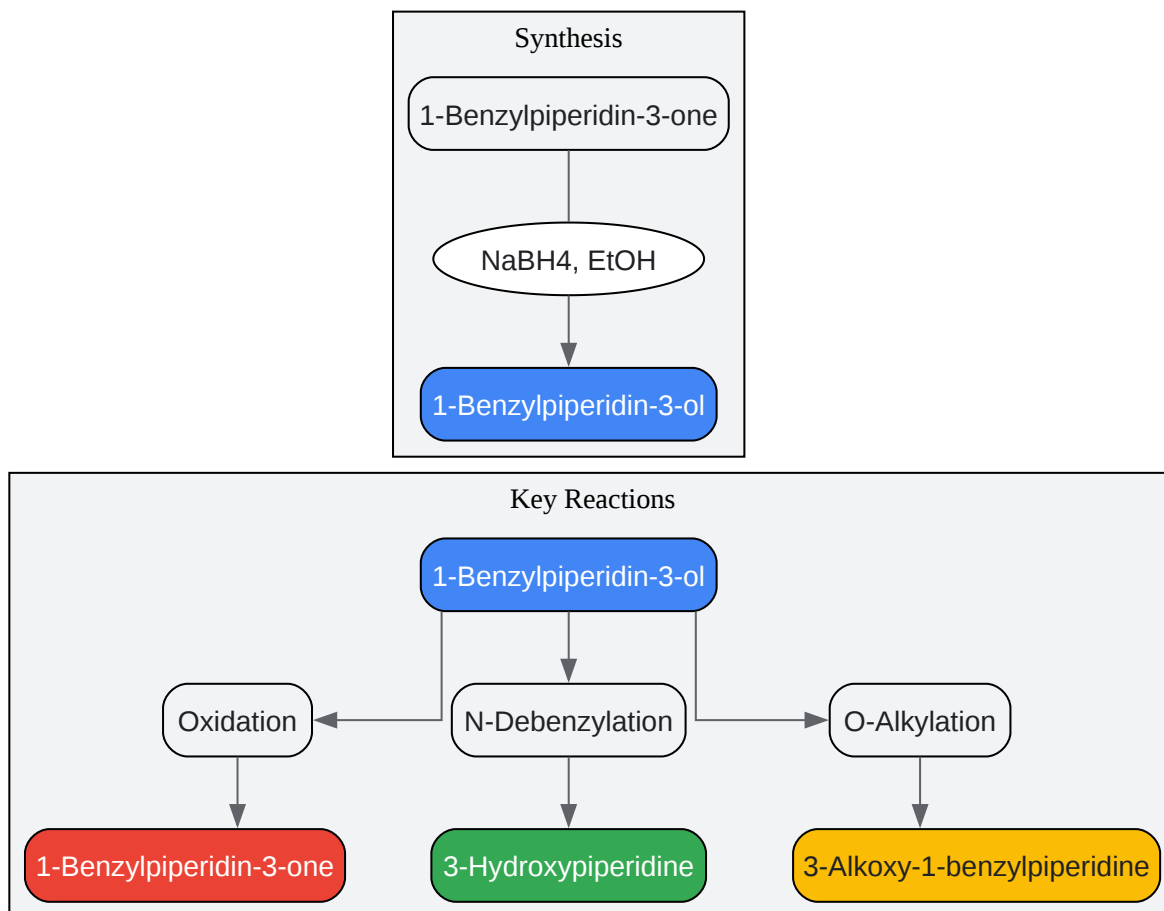 Synthesis
1-Benzylpiperidin-3-one
NaBH4, EtOH
1-Benzylpiperidin-3-ol
Key Reactions
1-Benzylpiperidin-3-ol
Oxidation
N-Debenzylation
O-Alkylation
1-Benzylpiperidin-3-one
3-Hydroxypiperidine
3-Alkoxy-1-benzylpiperidine